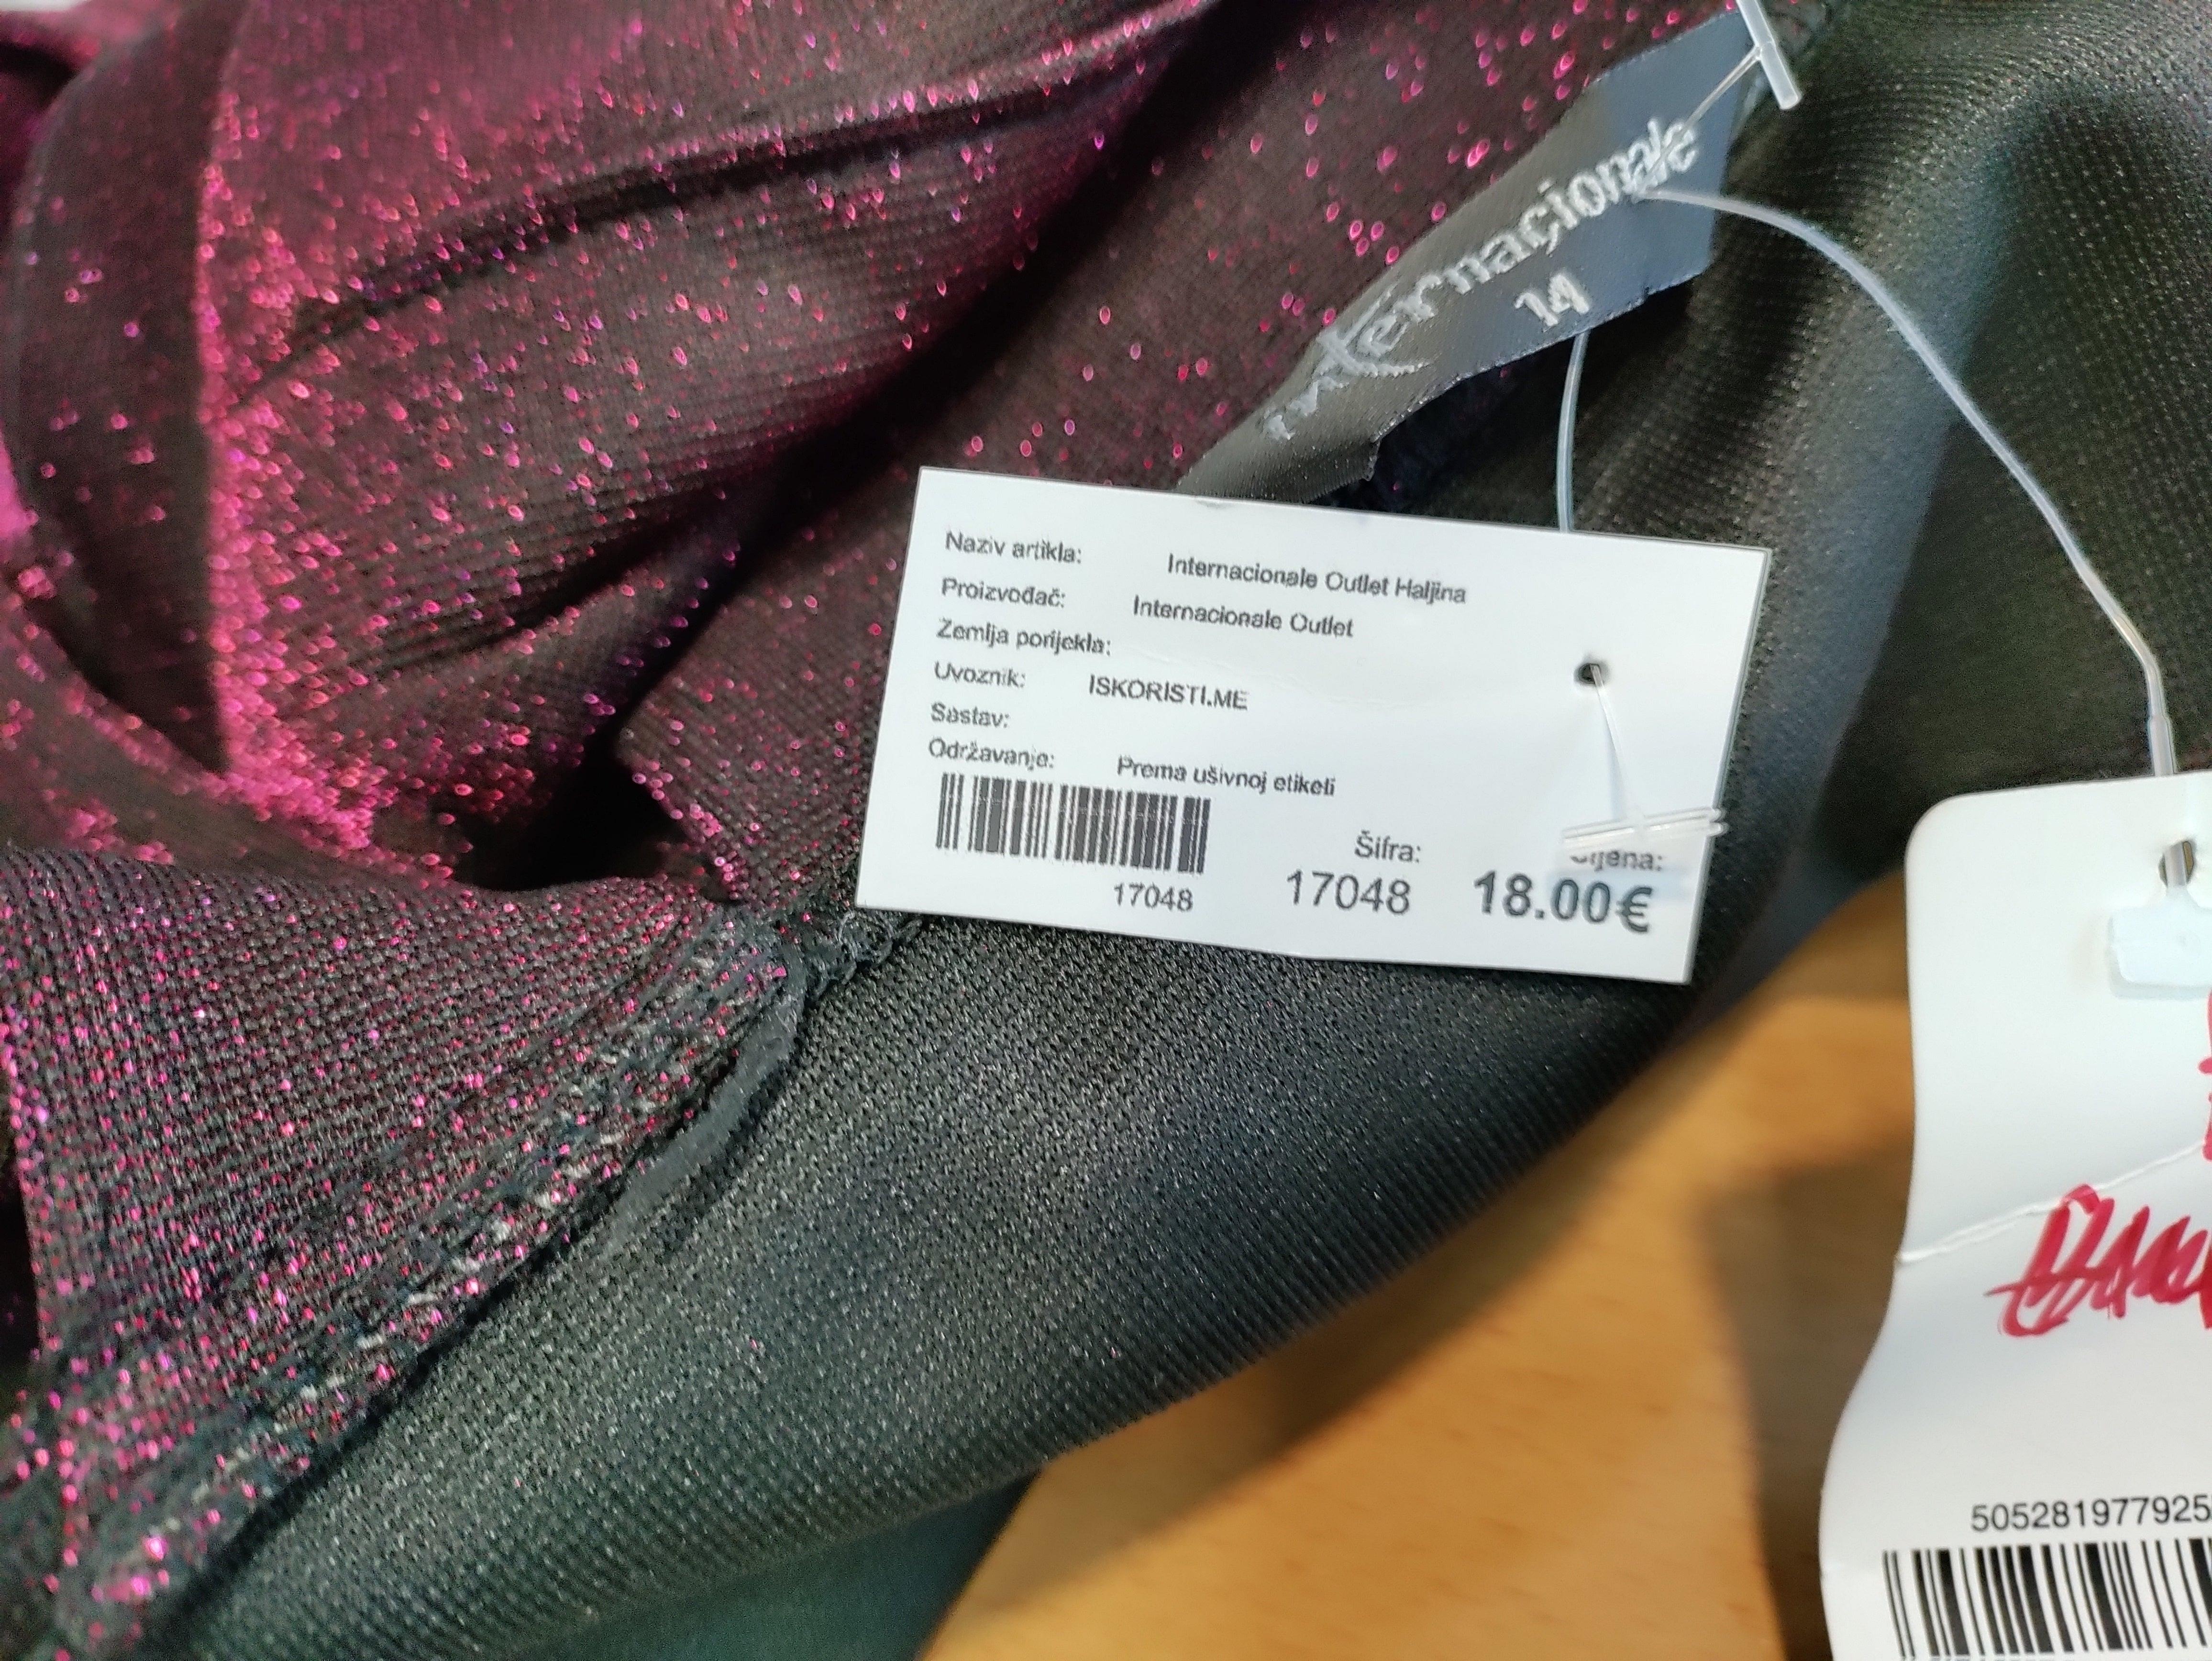 internacionale
14
Naziv artikla: Internacionale Outlet Haljina
Proizvođač: Internacionale Outlet
Zemlja porijekla:
Uvoznik: ISKORISTI.ME
Sastav:
Održavanje: Prema ušivnoj etiketi
Šifra: Cijena:
17048 17048 18.00€
505281977925